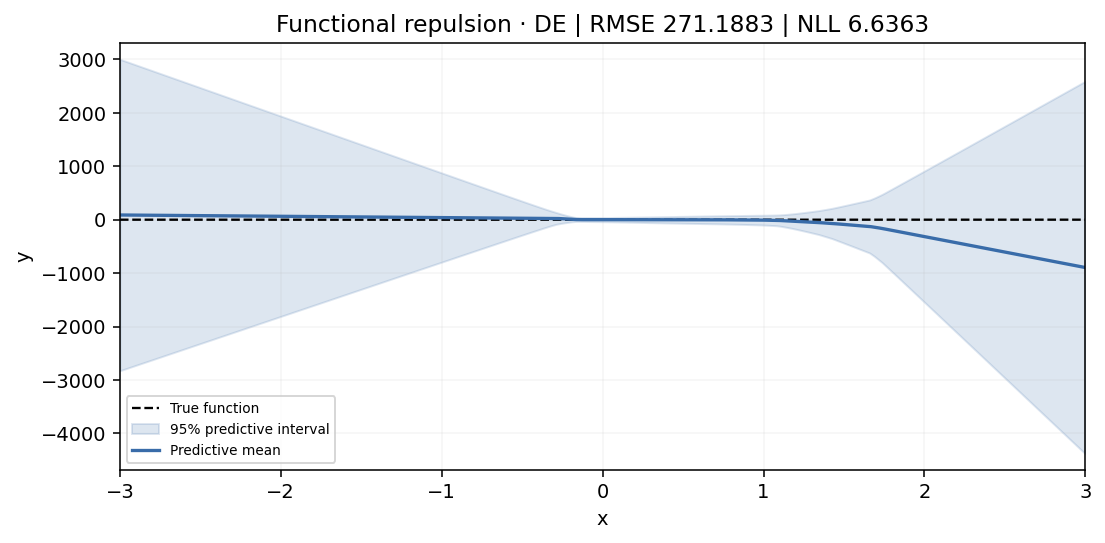 Functional repulsion · DE | RMSE 271.1883 | NLL 6.6363
3000
2000
1000
0
−1000
−2000
−3000
−4000
y
True function
95% predictive interval
Predictive mean
−3 −2 −1 0 1 2 3
x